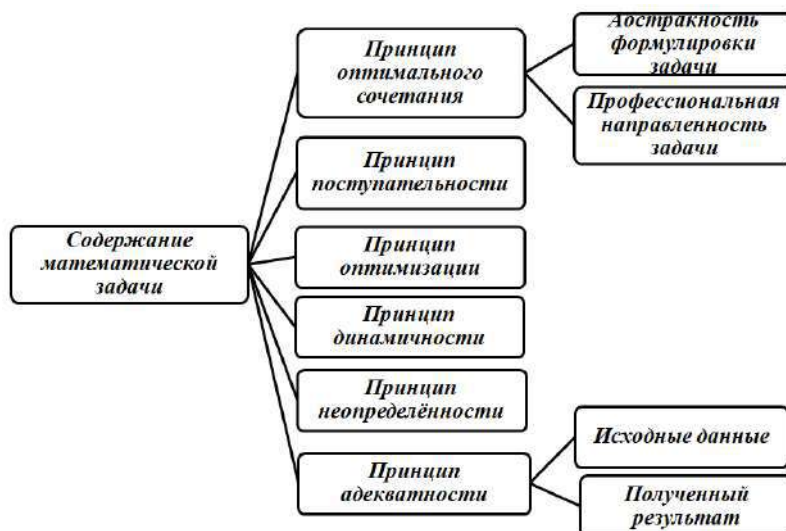 Содержание
математической
задачи
Принцип
оптимального
сочетания
Абстракность
формулировки
задачи
Профессиональная
направленность
задачи
Принцип
поступательности
Принцип
оптимизации
Принцип
динамичности
Принцип
неопределённости
Принцип
адекватности
Исходные данные
Полученный
результат